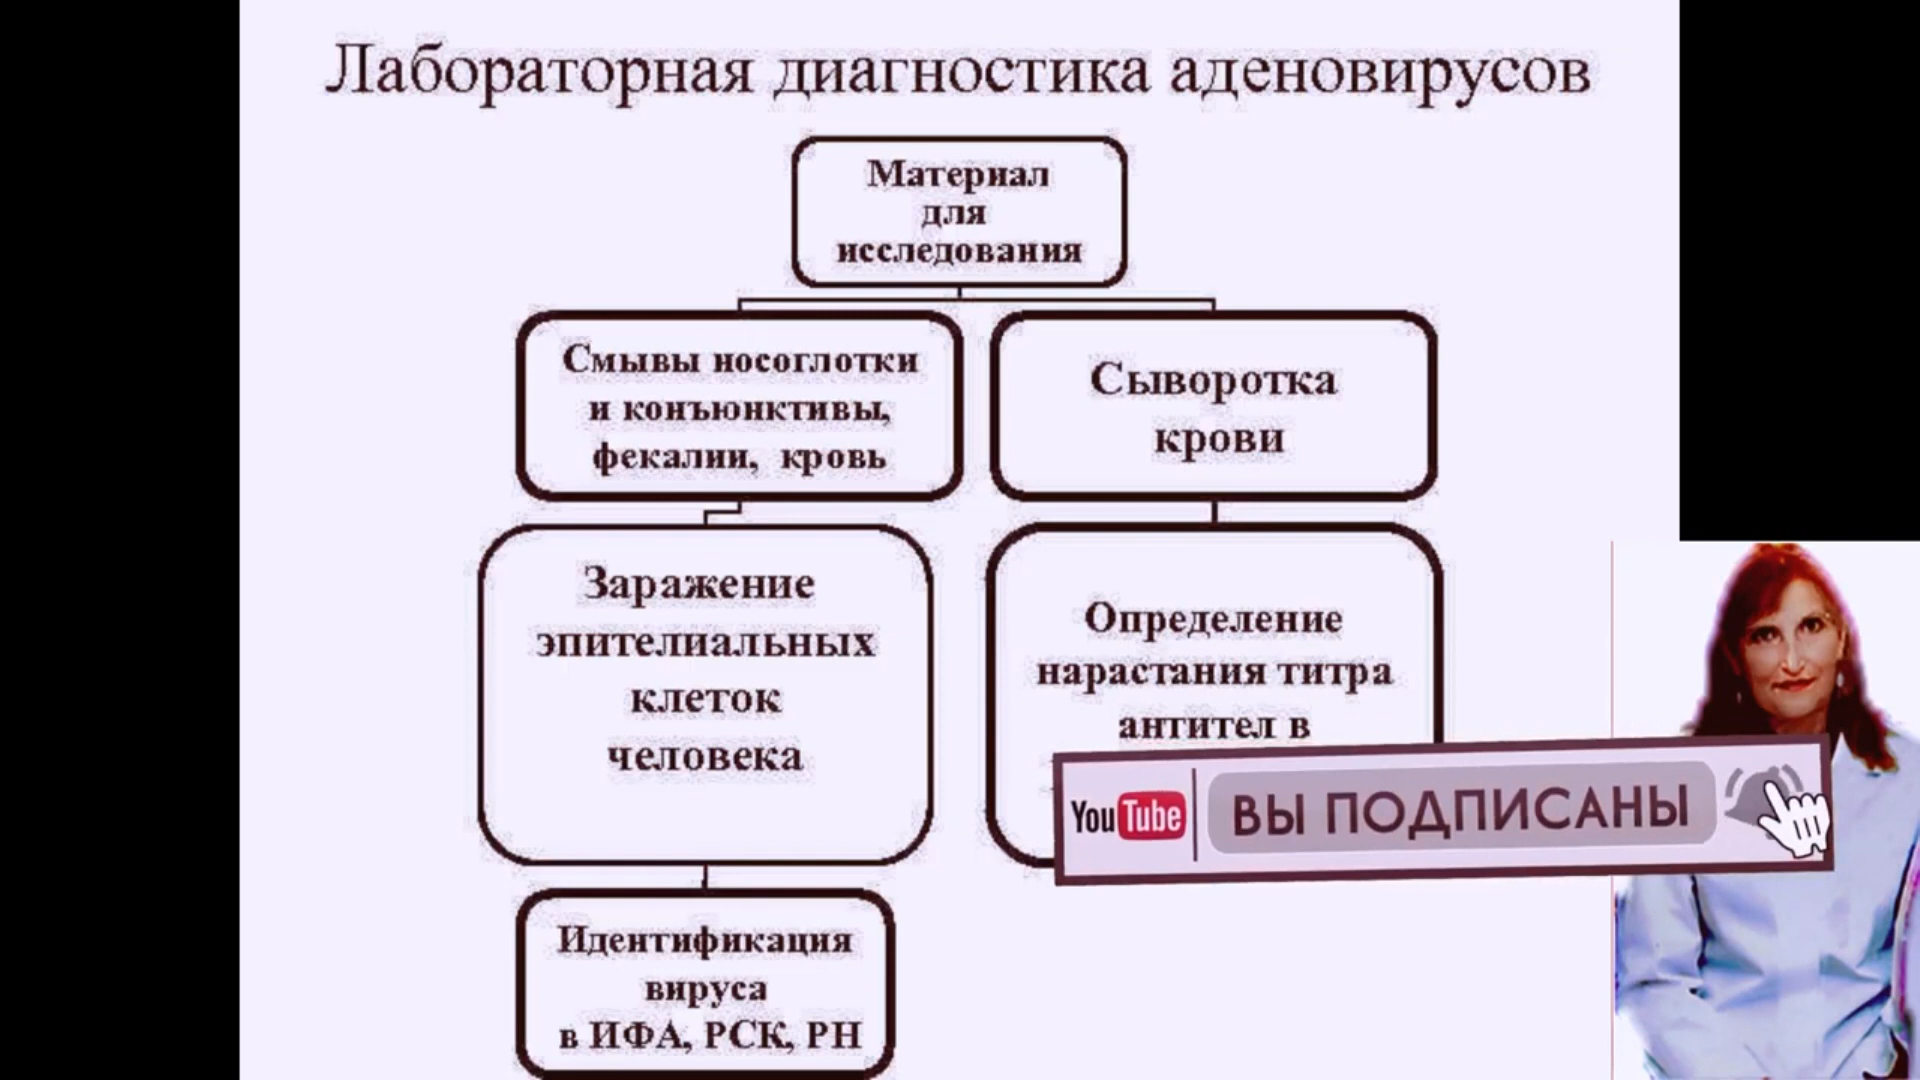 Лабораторная диагностика аденовирусов
Материал
для
исследования
Смывы носоглотки
и конъюнктивы,
фекалии, кровь
Сыворотка
крови
Заражение
эпителиальных
клеток
человека
Определение
нарастания титра
антител в
YouTube
ВЫ ПОДПИСАНЫ
Идентификация
вируса
в ИФА, РСК, РН